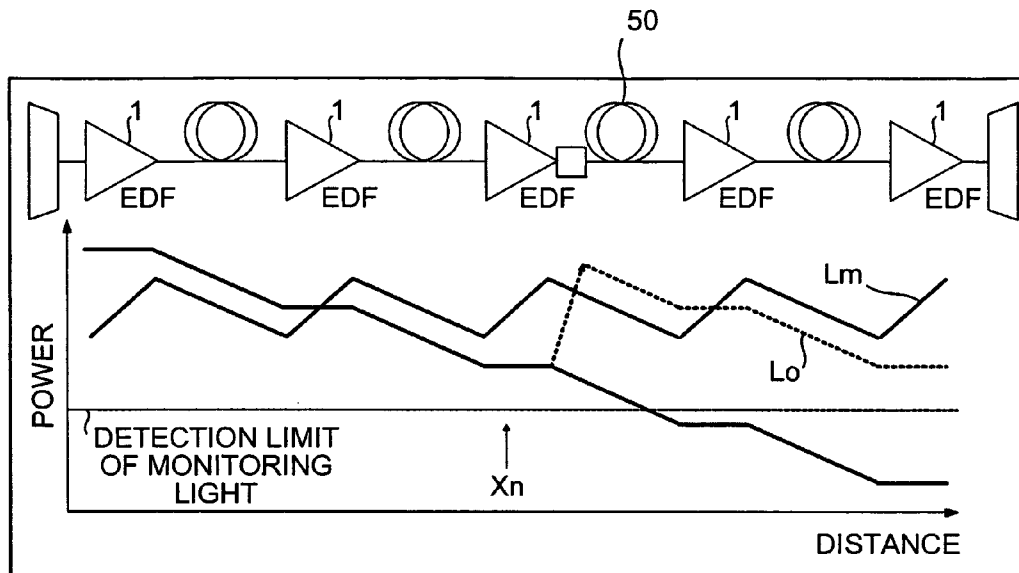 50
1 1 1 1 1
EDF EDF EDF EDF EDF
Lm
Lo
POWER
DETECTION LIMIT
OF MONITORING
LIGHT
Xn
DISTANCE